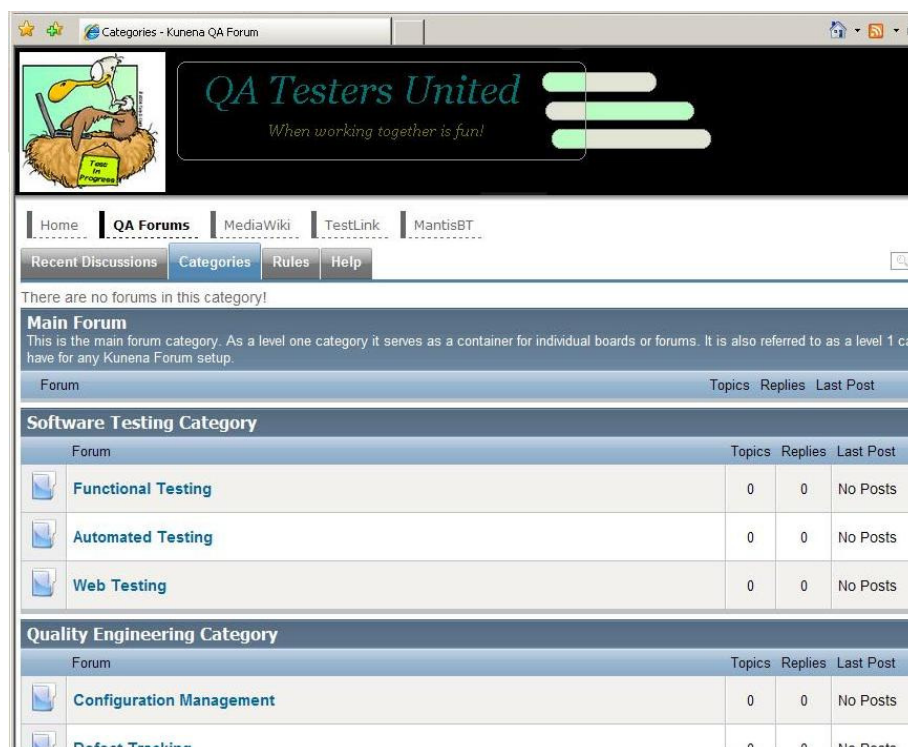 Categories - Kunena QA Forum
QA Testers United
When working together is fun!
Test
In
Progress
Home QA Forums MediaWiki TestLink MantisBT
Recent Discussions Categories Rules Help
There are no forums in this category!
Main Forum
This is the main forum category. As a level one category it serves as a container for individual boards or forums. It is also referred to as a level 1 ca
have for any Kunena Forum setup.
Forum Topics Replies Last Post
Software Testing Category
Forum Topics Replies Last Post
Functional Testing 0 0 No Posts
Automated Testing 0 0 No Posts
Web Testing 0 0 No Posts
Quality Engineering Category
Forum Topics Replies Last Post
Configuration Management 0 0 No Posts
Defect Tracking 0 0 No Posts